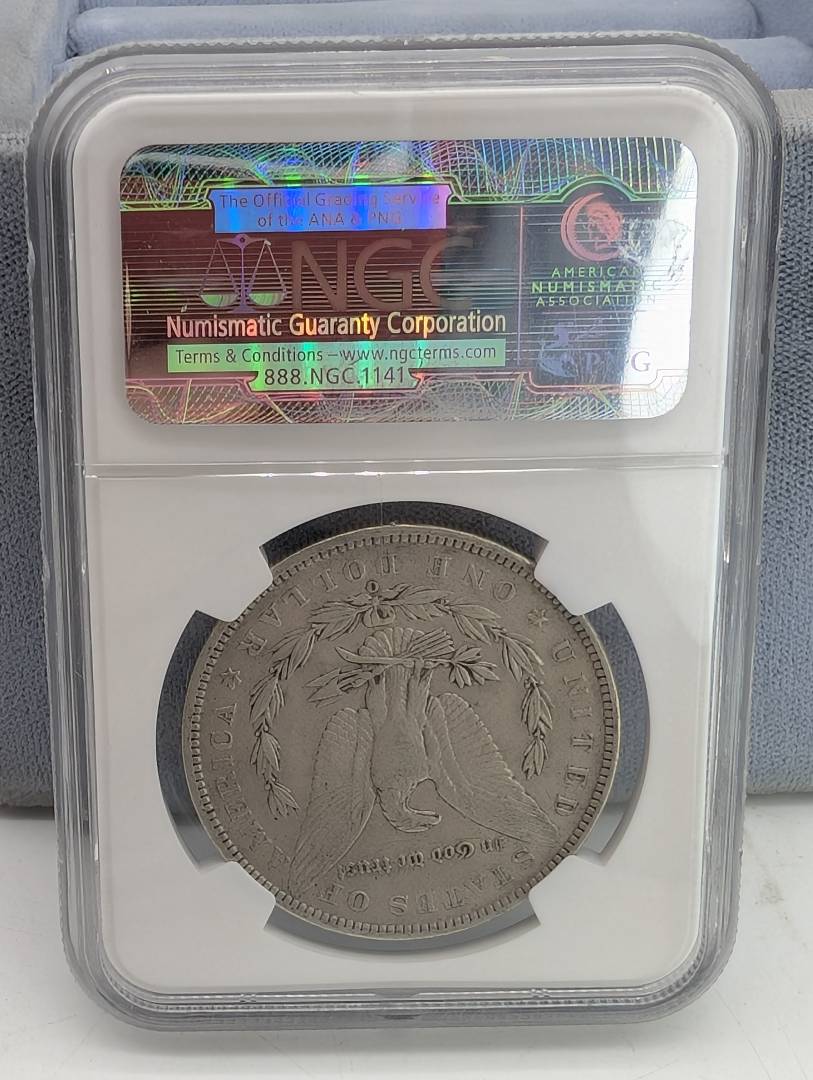 The Official Grading Service
of the ANA & PNG
NGC
Numismatic Guaranty Corporation
Terms & Conditions – www.ngcterms.com
888.NGC.1141
AMERICAN
NUMISMATIC
ASSOCIATION
PNG
UNITED STATES OF AMERICA
ONE DOLLAR
In God we trust